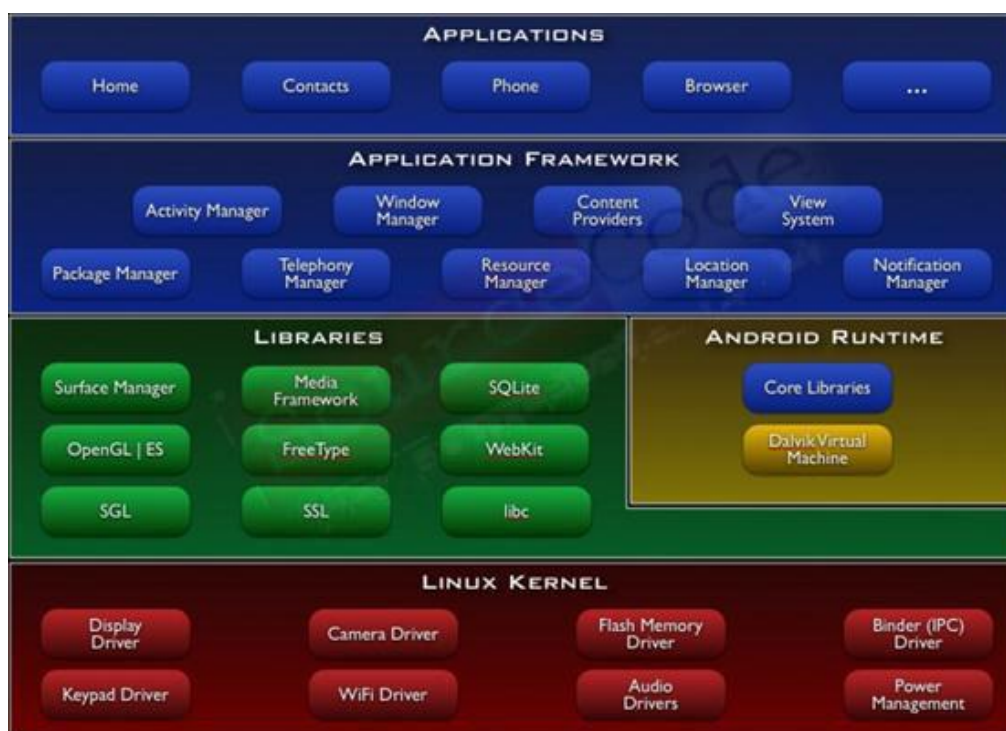 APPLICATIONS
Home
Contacts
Phone
Browser
...
APPLICATION FRAMEWORK
Activity Manager
Window
Manager
Content
Providers
View
System
Package Manager
Telephony
Manager
Resource
Manager
Location
Manager
Notification
Manager
LIBRARIES
Surface Manager
Media
Framework
SQLite
OpenGL | ES
FreeType
WebKit
SGL
SSL
libc
ANDROID RUNTIME
Core Libraries
Dalvik Virtual
Machine
LINUX KERNEL
Display
Driver
Camera Driver
Flash Memory
Driver
Binder (IPC)
Driver
Keypad Driver
WiFi Driver
Audio
Drivers
Power
Management